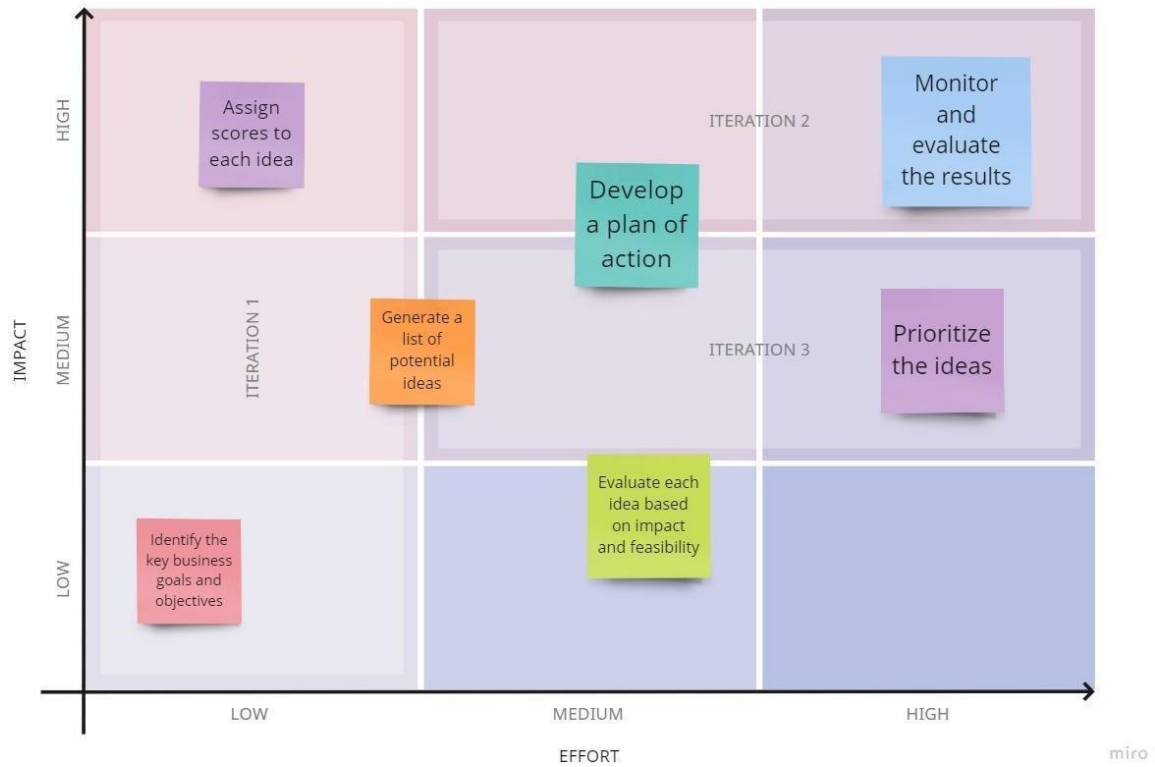 HIGH
Assign
scores to
each idea
ITERATION 2
Monitor
and
evaluate
the results
Develop
a plan of
action
IMPACT
MEDIUM
ITERATION 1
Generate a
list of
potential
ideas
ITERATION 3
Prioritize
the ideas
LOW
Identify the
key business
goals and
objectives
Evaluate each
idea based
on impact
and feasibility
LOW
MEDIUM
HIGH
EFFORT
miro